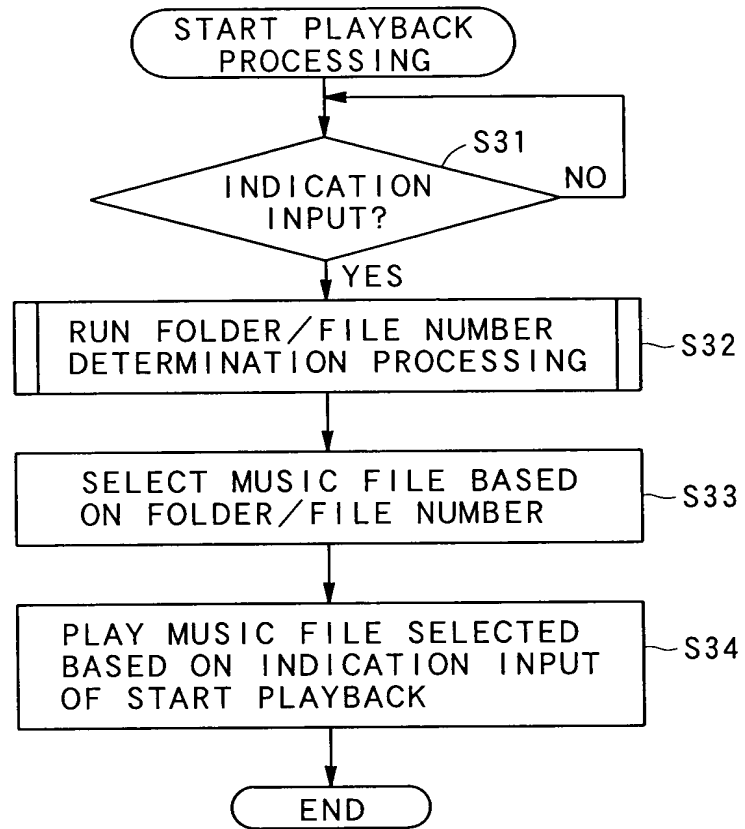 START PLAYBACK
PROCESSING
S31
INDICATION
INPUT?
NO
YES
RUN FOLDER/FILE NUMBER
DETERMINATION PROCESSING
S32
SELECT MUSIC FILE BASED
ON FOLDER/FILE NUMBER
S33
PLAY MUSIC FILE SELECTED
BASED ON INDICATION INPUT
OF START PLAYBACK
S34
END